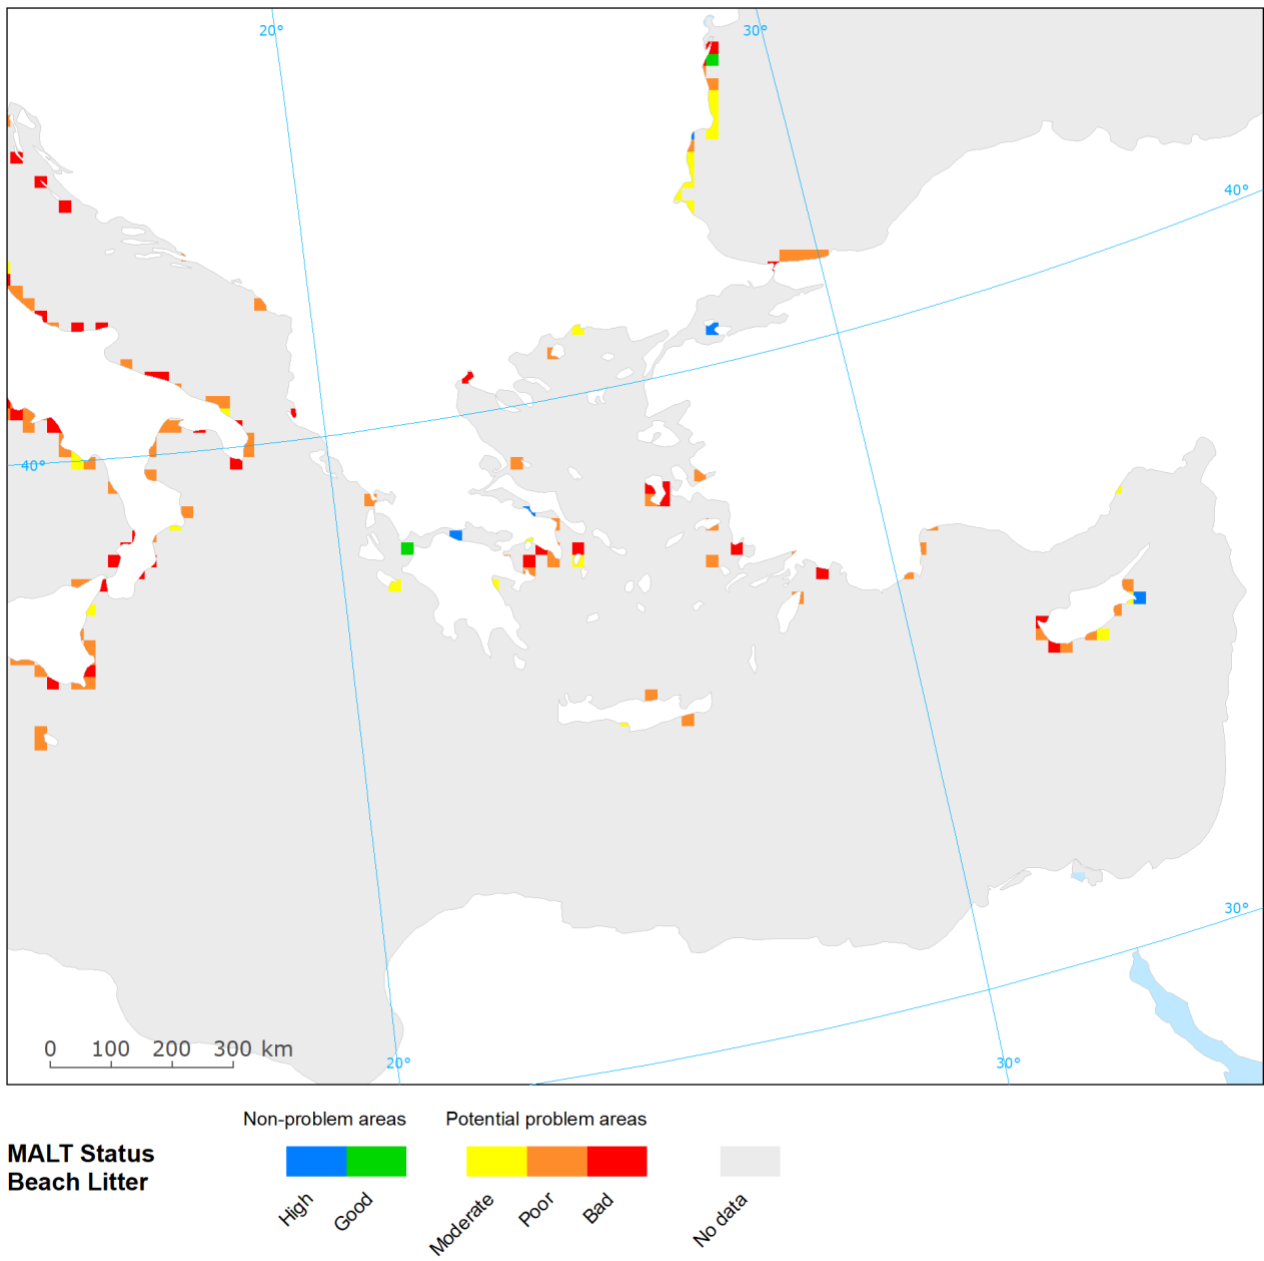 20°
30°
40°
40°
30°
0 100 200 300 km
20°
30°
Non-problem areas
Potential problem areas
MALT Status
Beach Litter
High
Good
Moderate
Poor
Bad
No data